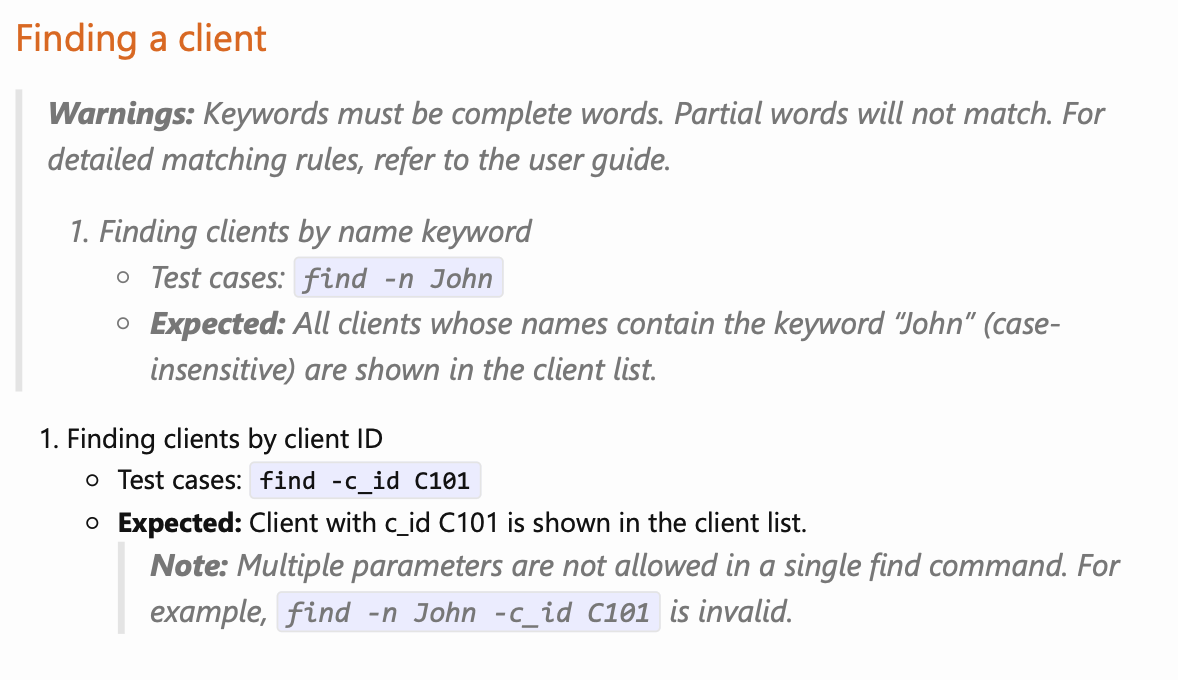 Finding a client
Warnings: Keywords must be complete words. Partial words will not match. For
detailed matching rules, refer to the user guide.
1. Finding clients by name keyword
○ Test cases: find -n John
○ Expected: All clients whose names contain the keyword “John” (case-
insensitive) are shown in the client list.
1. Finding clients by client ID
○ Test cases: find -c_id C101
○ Expected: Client with c_id C101 is shown in the client list.
Note: Multiple parameters are not allowed in a single find command. For
example, find -n John -c_id C101 is invalid.